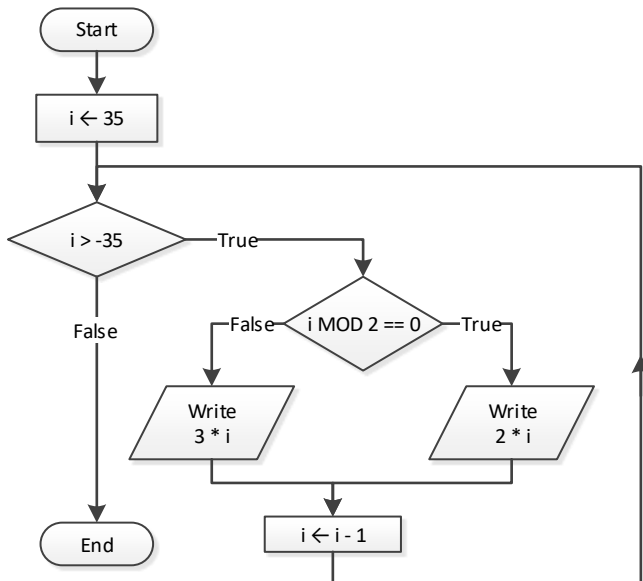 Start
i ← 35
i > -35
True
False
i MOD 2 == 0
False
True
Write
3 * i
Write
2 * i
i ← i - 1
End